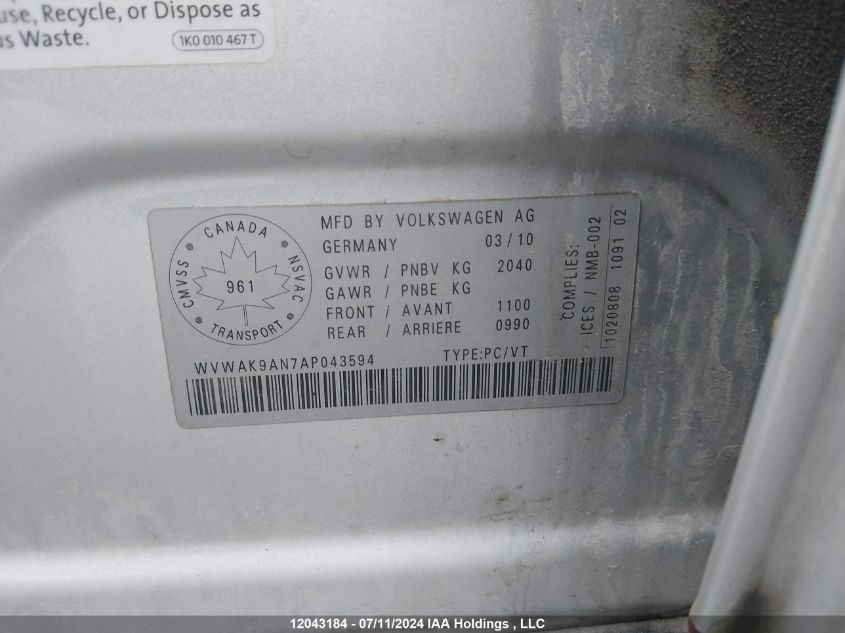 use, Recycle, or Dispose as
us Waste.
1K0 010 467 T
CANADA
CMVSS
NSVAC
961
TRANSPORT
MFD BY VOLKSWAGEN AG
GERMANY 03/10
GVWR / PNBV KG 2040
GAWR / PNBE KG
FRONT / AVANT 1100
REAR / ARRIERE 0990
COMPLIES:
ICES / NMB-002
1020808 1091 02
WVWAK9AN7AP043594 TYPE:PC/VT
12043184 - 07/11/2024 IAA Holdings , LLC